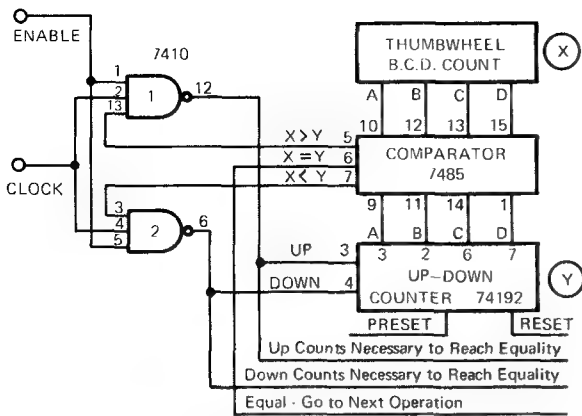 ENABLE
7410
1
2
13
1
12
THUMBWHEEL
B.C.D. COUNT
X
A B C D
10 12 13 15
X>Y 5
X=Y 6
X<Y 7
COMPARATOR
7485
CLOCK
3
4
5
2
6
9 11 14 1
A B C D
3 2 6 7
UP 3
DOWN 4
UP-DOWN
COUNTER 74192
Y
PRESET
RESET
Up Counts Necessary to Reach Equality
Down Counts Necessary to Reach Equality
Equal - Go to Next Operation